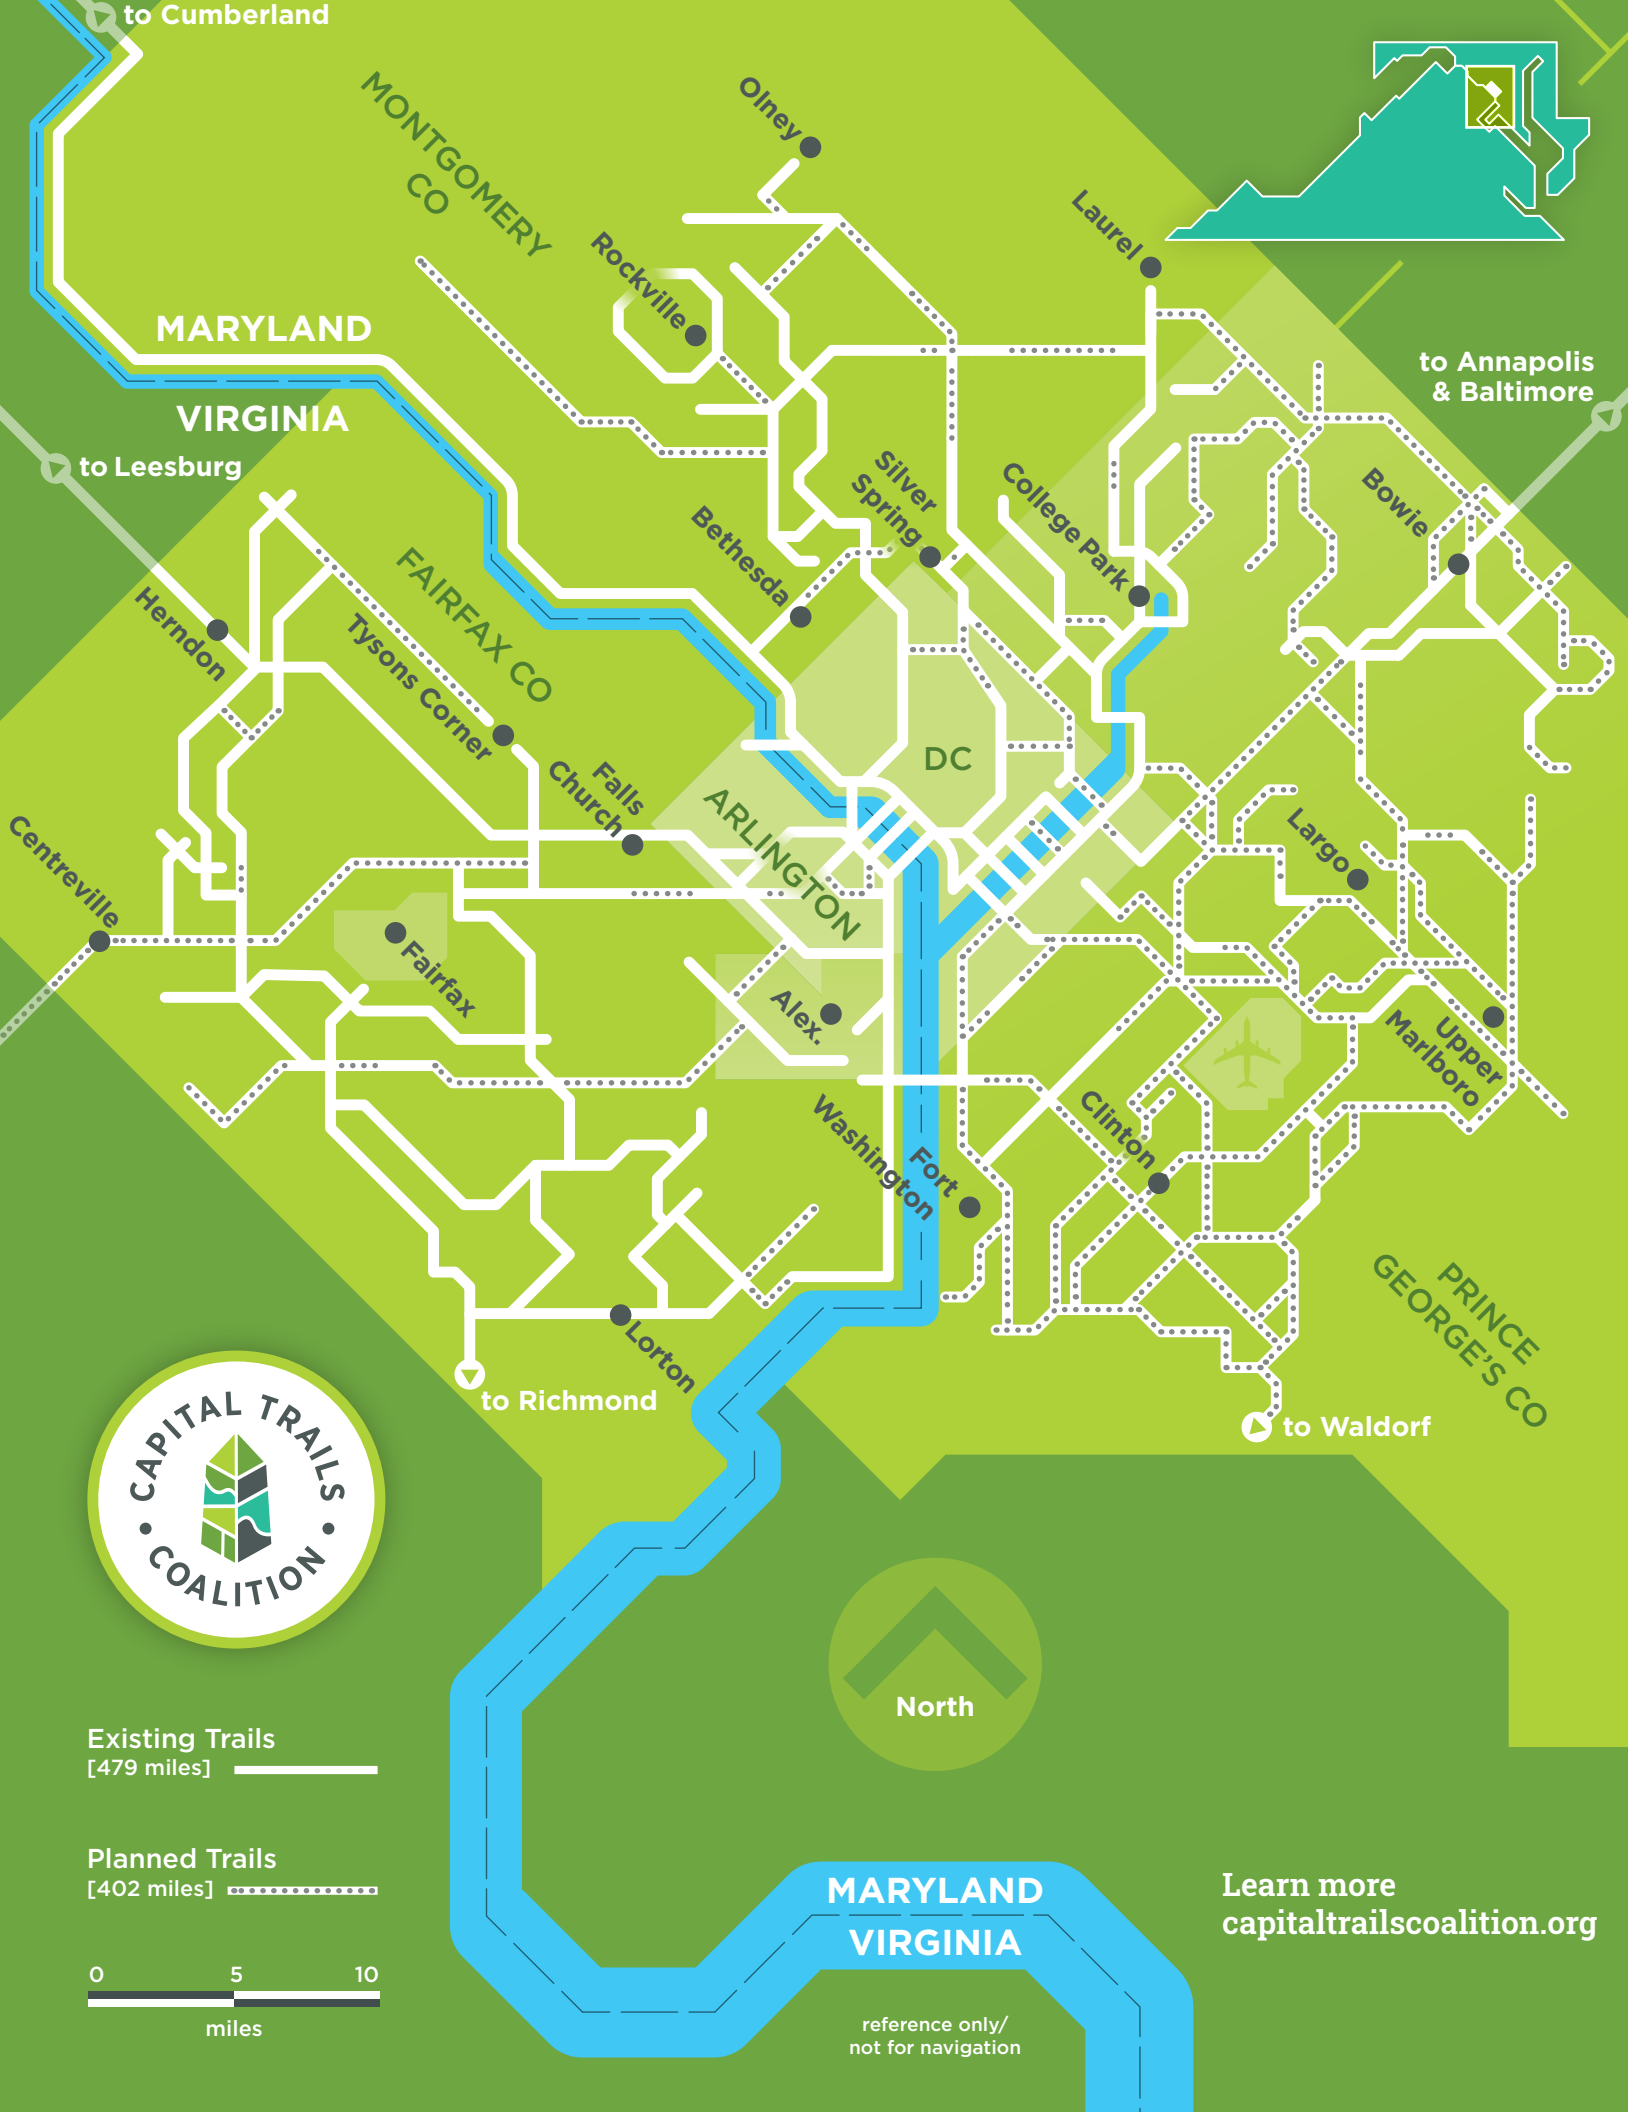 to Cumberland
MONTGOMERY
CO
Olney
Laurel
Rockville
MARYLAND
VIRGINIA
to Annapolis
& Baltimore
to Leesburg
Silver
Spring
College Park
Bowie
Bethesda
FAIRFAX CO
Herndon
Tysons Corner
DC
Falls
Church
ARLINGTON
Largo
Centreville
Fairfax
Alex.
Upper
Marlboro
Clinton
Fort
Washington
PRINCE
GEORGE'S CO
Lorton
to Richmond
to Waldorf
CAPITAL TRAILS
• COALITION •
North
Existing Trails
[479 miles]
Planned Trails
[402 miles]
0 5 10
miles
MARYLAND
VIRGINIA
reference only/
not for navigation
Learn more
capitaltrailscoalition.org